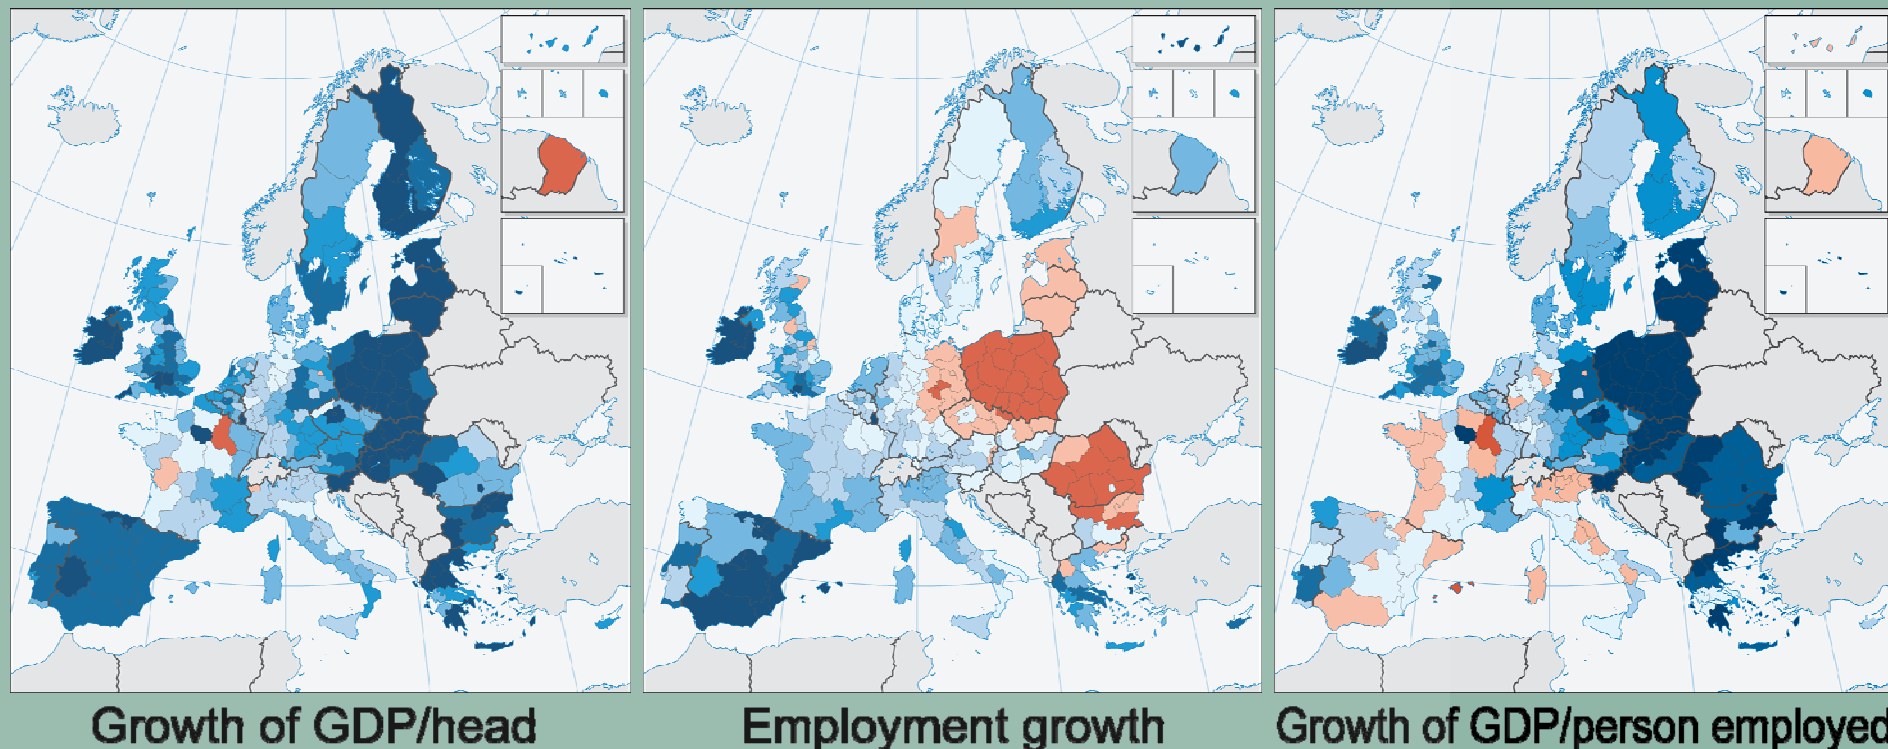 Growth of GDP/head
Employment growth
Growth of GDP/person employed